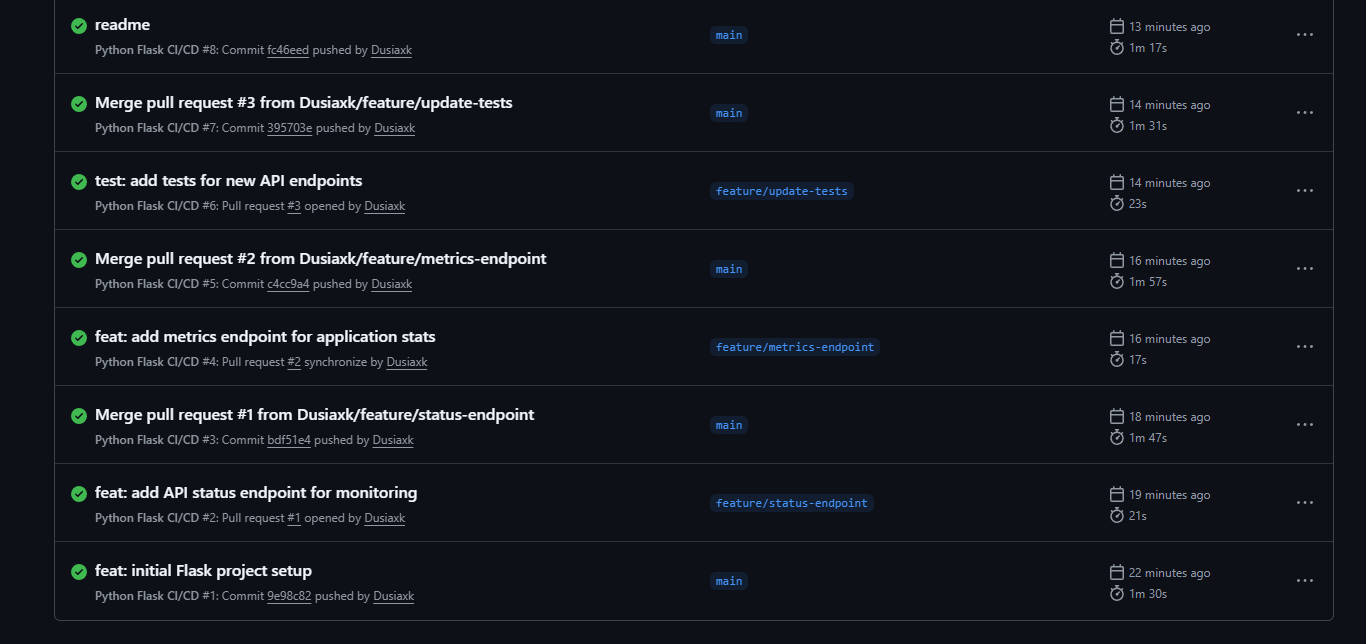 readme
Python Flask CI/CD #8: Commit fc46eed pushed by Dusiaxk
main
13 minutes ago
1m 17s
Merge pull request #3 from Dusiaxk/feature/update-tests
Python Flask CI/CD #7: Commit 395703e pushed by Dusiaxk
main
14 minutes ago
1m 31s
test: add tests for new API endpoints
Python Flask CI/CD #6: Pull request #3 opened by Dusiaxk
feature/update-tests
14 minutes ago
23s
Merge pull request #2 from Dusiaxk/feature/metrics-endpoint
Python Flask CI/CD #5: Commit c4cc9a4 pushed by Dusiaxk
main
16 minutes ago
1m 57s
feat: add metrics endpoint for application stats
Python Flask CI/CD #4: Pull request #2 synchronize by Dusiaxk
feature/metrics-endpoint
16 minutes ago
17s
Merge pull request #1 from Dusiaxk/feature/status-endpoint
Python Flask CI/CD #3: Commit bdf51e4 pushed by Dusiaxk
main
18 minutes ago
1m 47s
feat: add API status endpoint for monitoring
Python Flask CI/CD #2: Pull request #1 opened by Dusiaxk
feature/status-endpoint
19 minutes ago
21s
feat: initial Flask project setup
Python Flask CI/CD #1: Commit 9e98c82 pushed by Dusiaxk
main
22 minutes ago
1m 30s